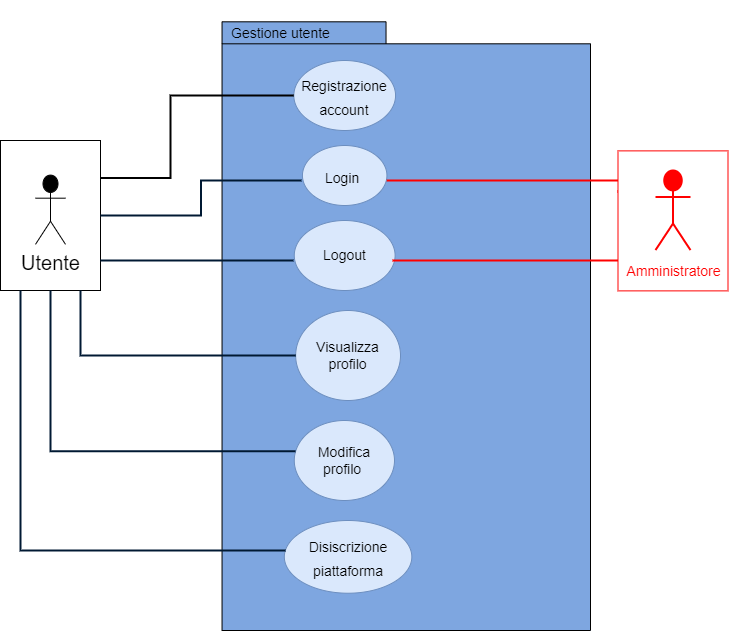 Gestione utente
Registrazione
account
Login
Logout
Visualizza
profilo
Modifica
profilo
Disiscrizione
piattaforma
Utente
Amministratore